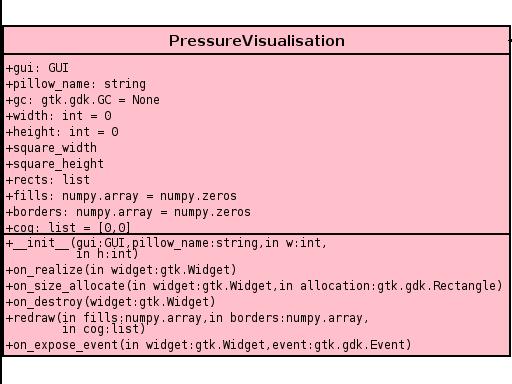 PressureVisualisation
+gui: GUI
+pillow_name: string
+gc: gtk.gdk.GC = None
+width: int = 0
+height: int = 0
+square_width
+square_height
+rects: list
+fills: numpy.array = numpy.zeros
+borders: numpy.array = numpy.zeros
+cog: list = [0,0]
+__init__(gui:GUI,pillow_name:string,in w:int,
in h:int)
+on_realize(in widget:gtk.Widget)
+on_size_allocate(in widget:gtk.Widget,in allocation:gtk.gdk.Rectangle)
+on_destroy(widget:gtk.Widget)
+redraw(in fills:numpy.array,in borders:numpy.array,
in cog:list)
+on_expose_event(in widget:gtk.Widget,event:gtk.gdk.Event)